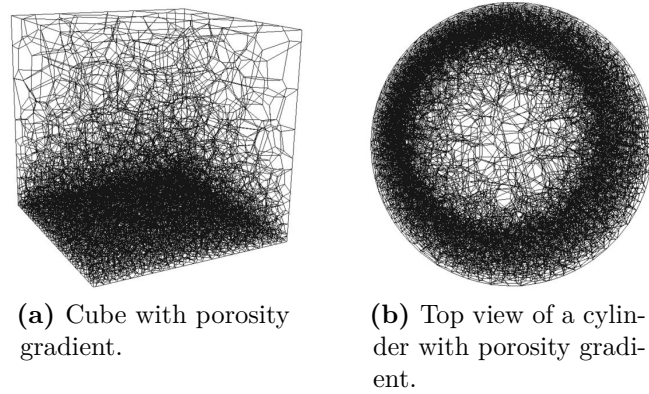 (a) Cube with porosity
gradient.
(b) Top view of a cylin-
der with porosity gradi-
ent.